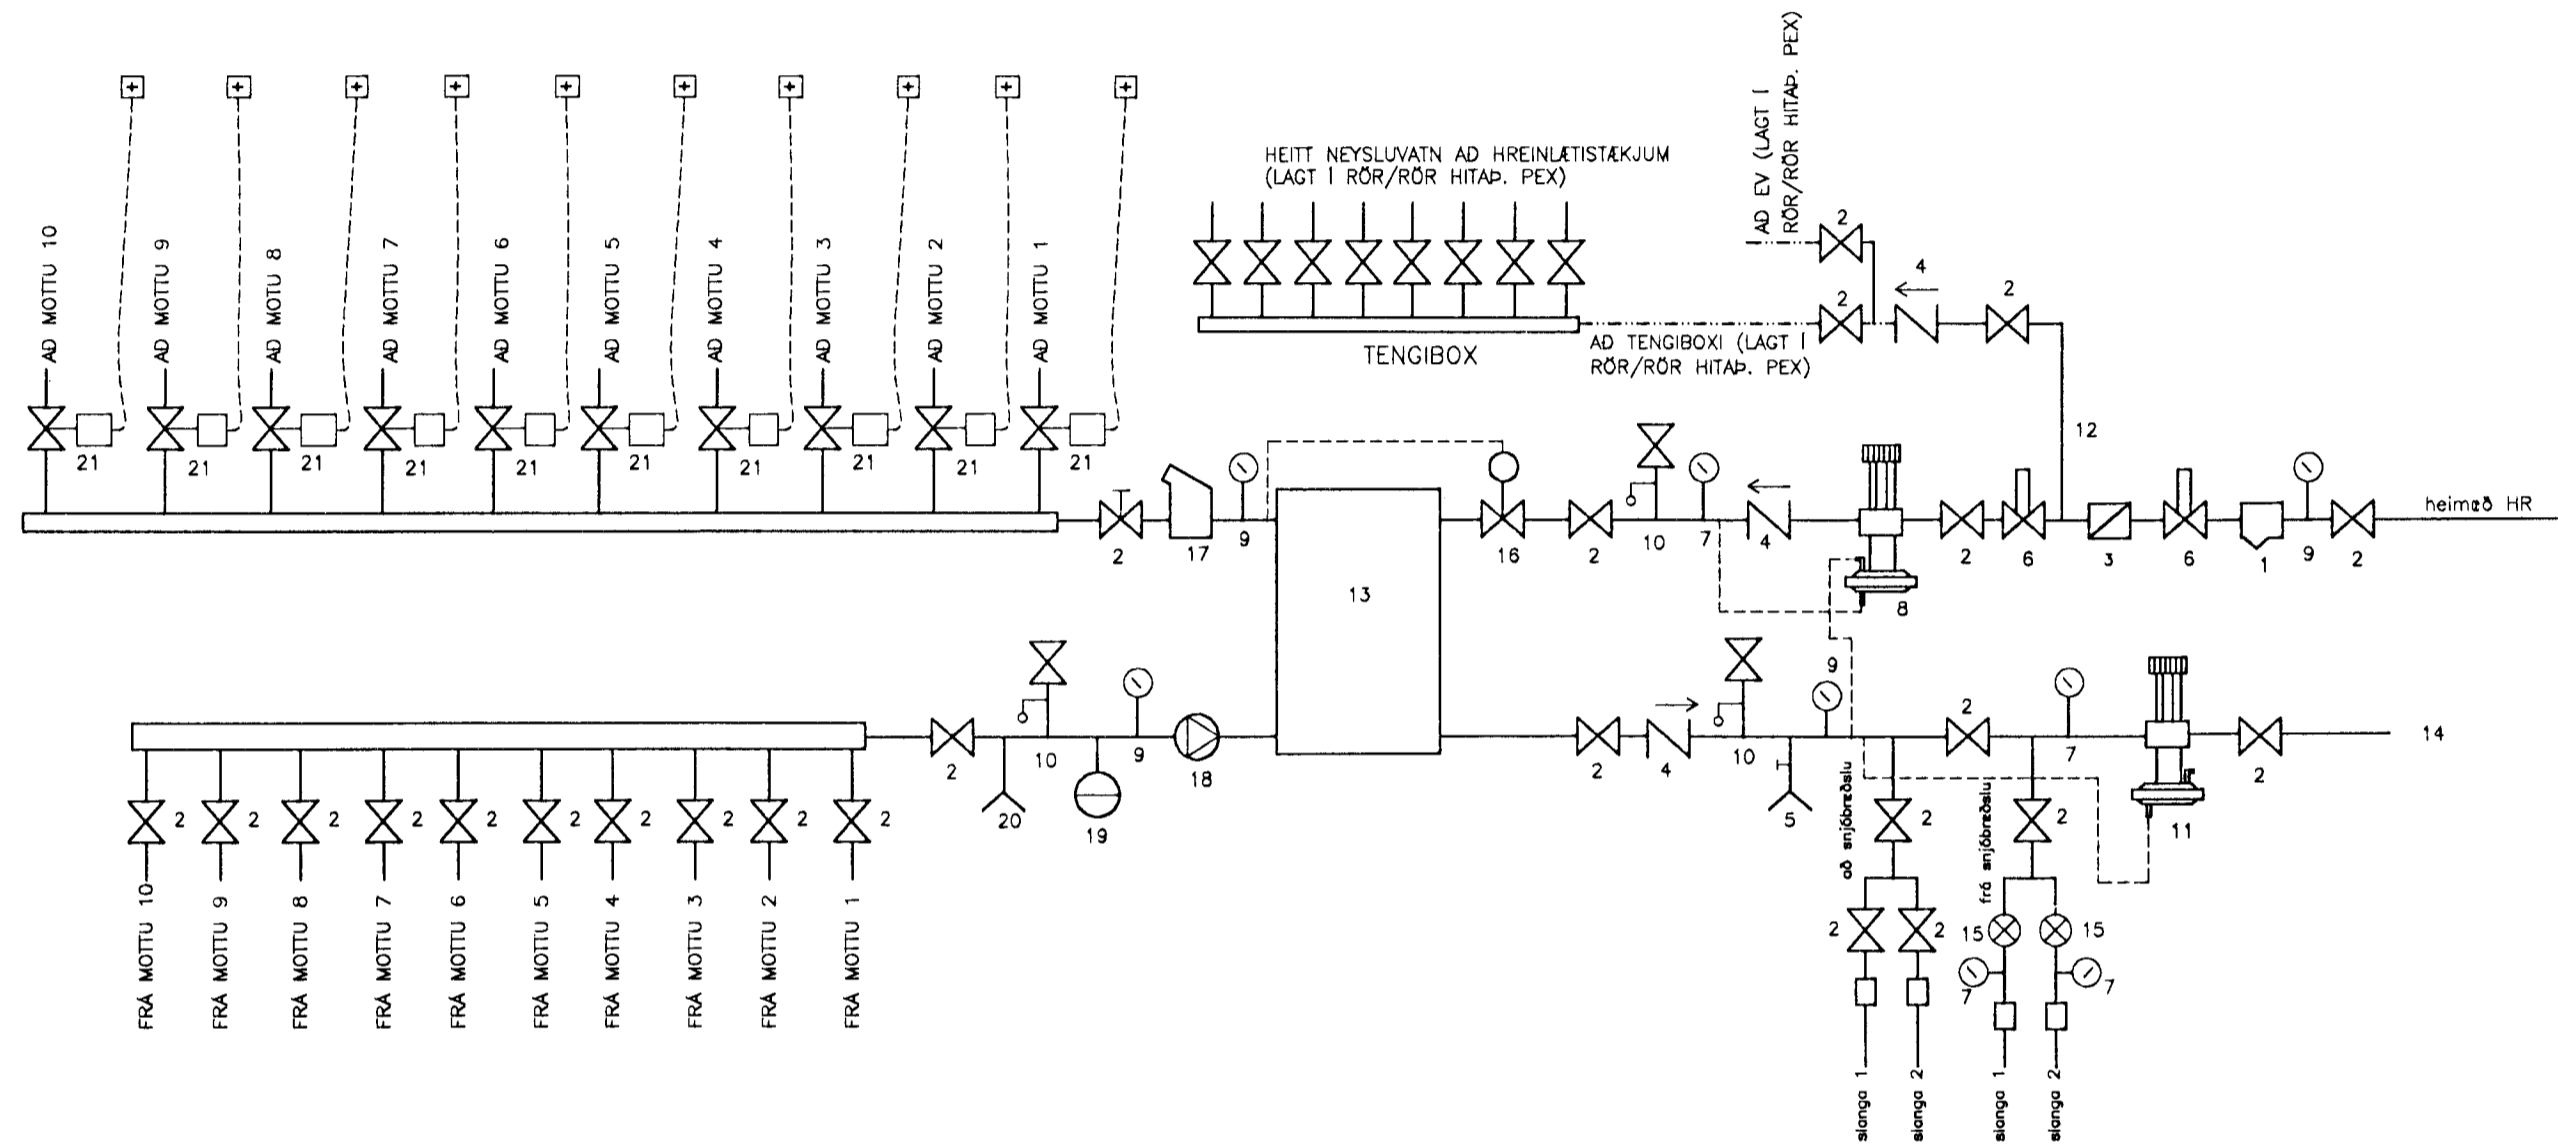 AÐ EV (LAGT Í
RÖR/RÖR HITAÞ. PEX)
HEITT NEYSLUVATN AÐ HREINLÆTISTÆKJUM
(LAGT Í RÖR/RÖR HITAÞ. PEX)
AÐ MOTTU 10
AÐ MOTTU 9
AÐ MOTU 8
AÐ MOTTU 7
AÐ MOTTU 6
AÐ MOTTU 5
AÐ MOTTU 4
AÐ MOTTU 3
AÐ MOTTU 2
AÐ MOTTU 1
2
4
2
2
TENGIBOX
AÐ TENGIBOXI (LAGT Í
RÖR/RÖR HITAÞ. PEX)
12
21
21
21
21
21
21
21
21
21
21
heimæð HR
2
17
9
16
2
10
7
4
2
6
3
6
1
9
2
13
8
9
2
2
10
9
18
2
4
10
7
2
14
20
19
5
að snjóbræðslu
2
frá snjóbræðslu
2
11
2
2
2
2
2
2
2
2
2
2
FRÁ MOTTU 10
FRÁ MOTTU 9
FRÁ MOTTU 8
FRÁ MOTTU 7
FRÁ MOTTU 6
FRÁ MOTTU 5
FRÁ MOTTU 4
FRÁ MOTTU 3
FRÁ MOTTU 2
FRÁ MOTTU 1
2
2
15
15
7
7
slanga 1
slanga 2
slanga 1
slanga 2